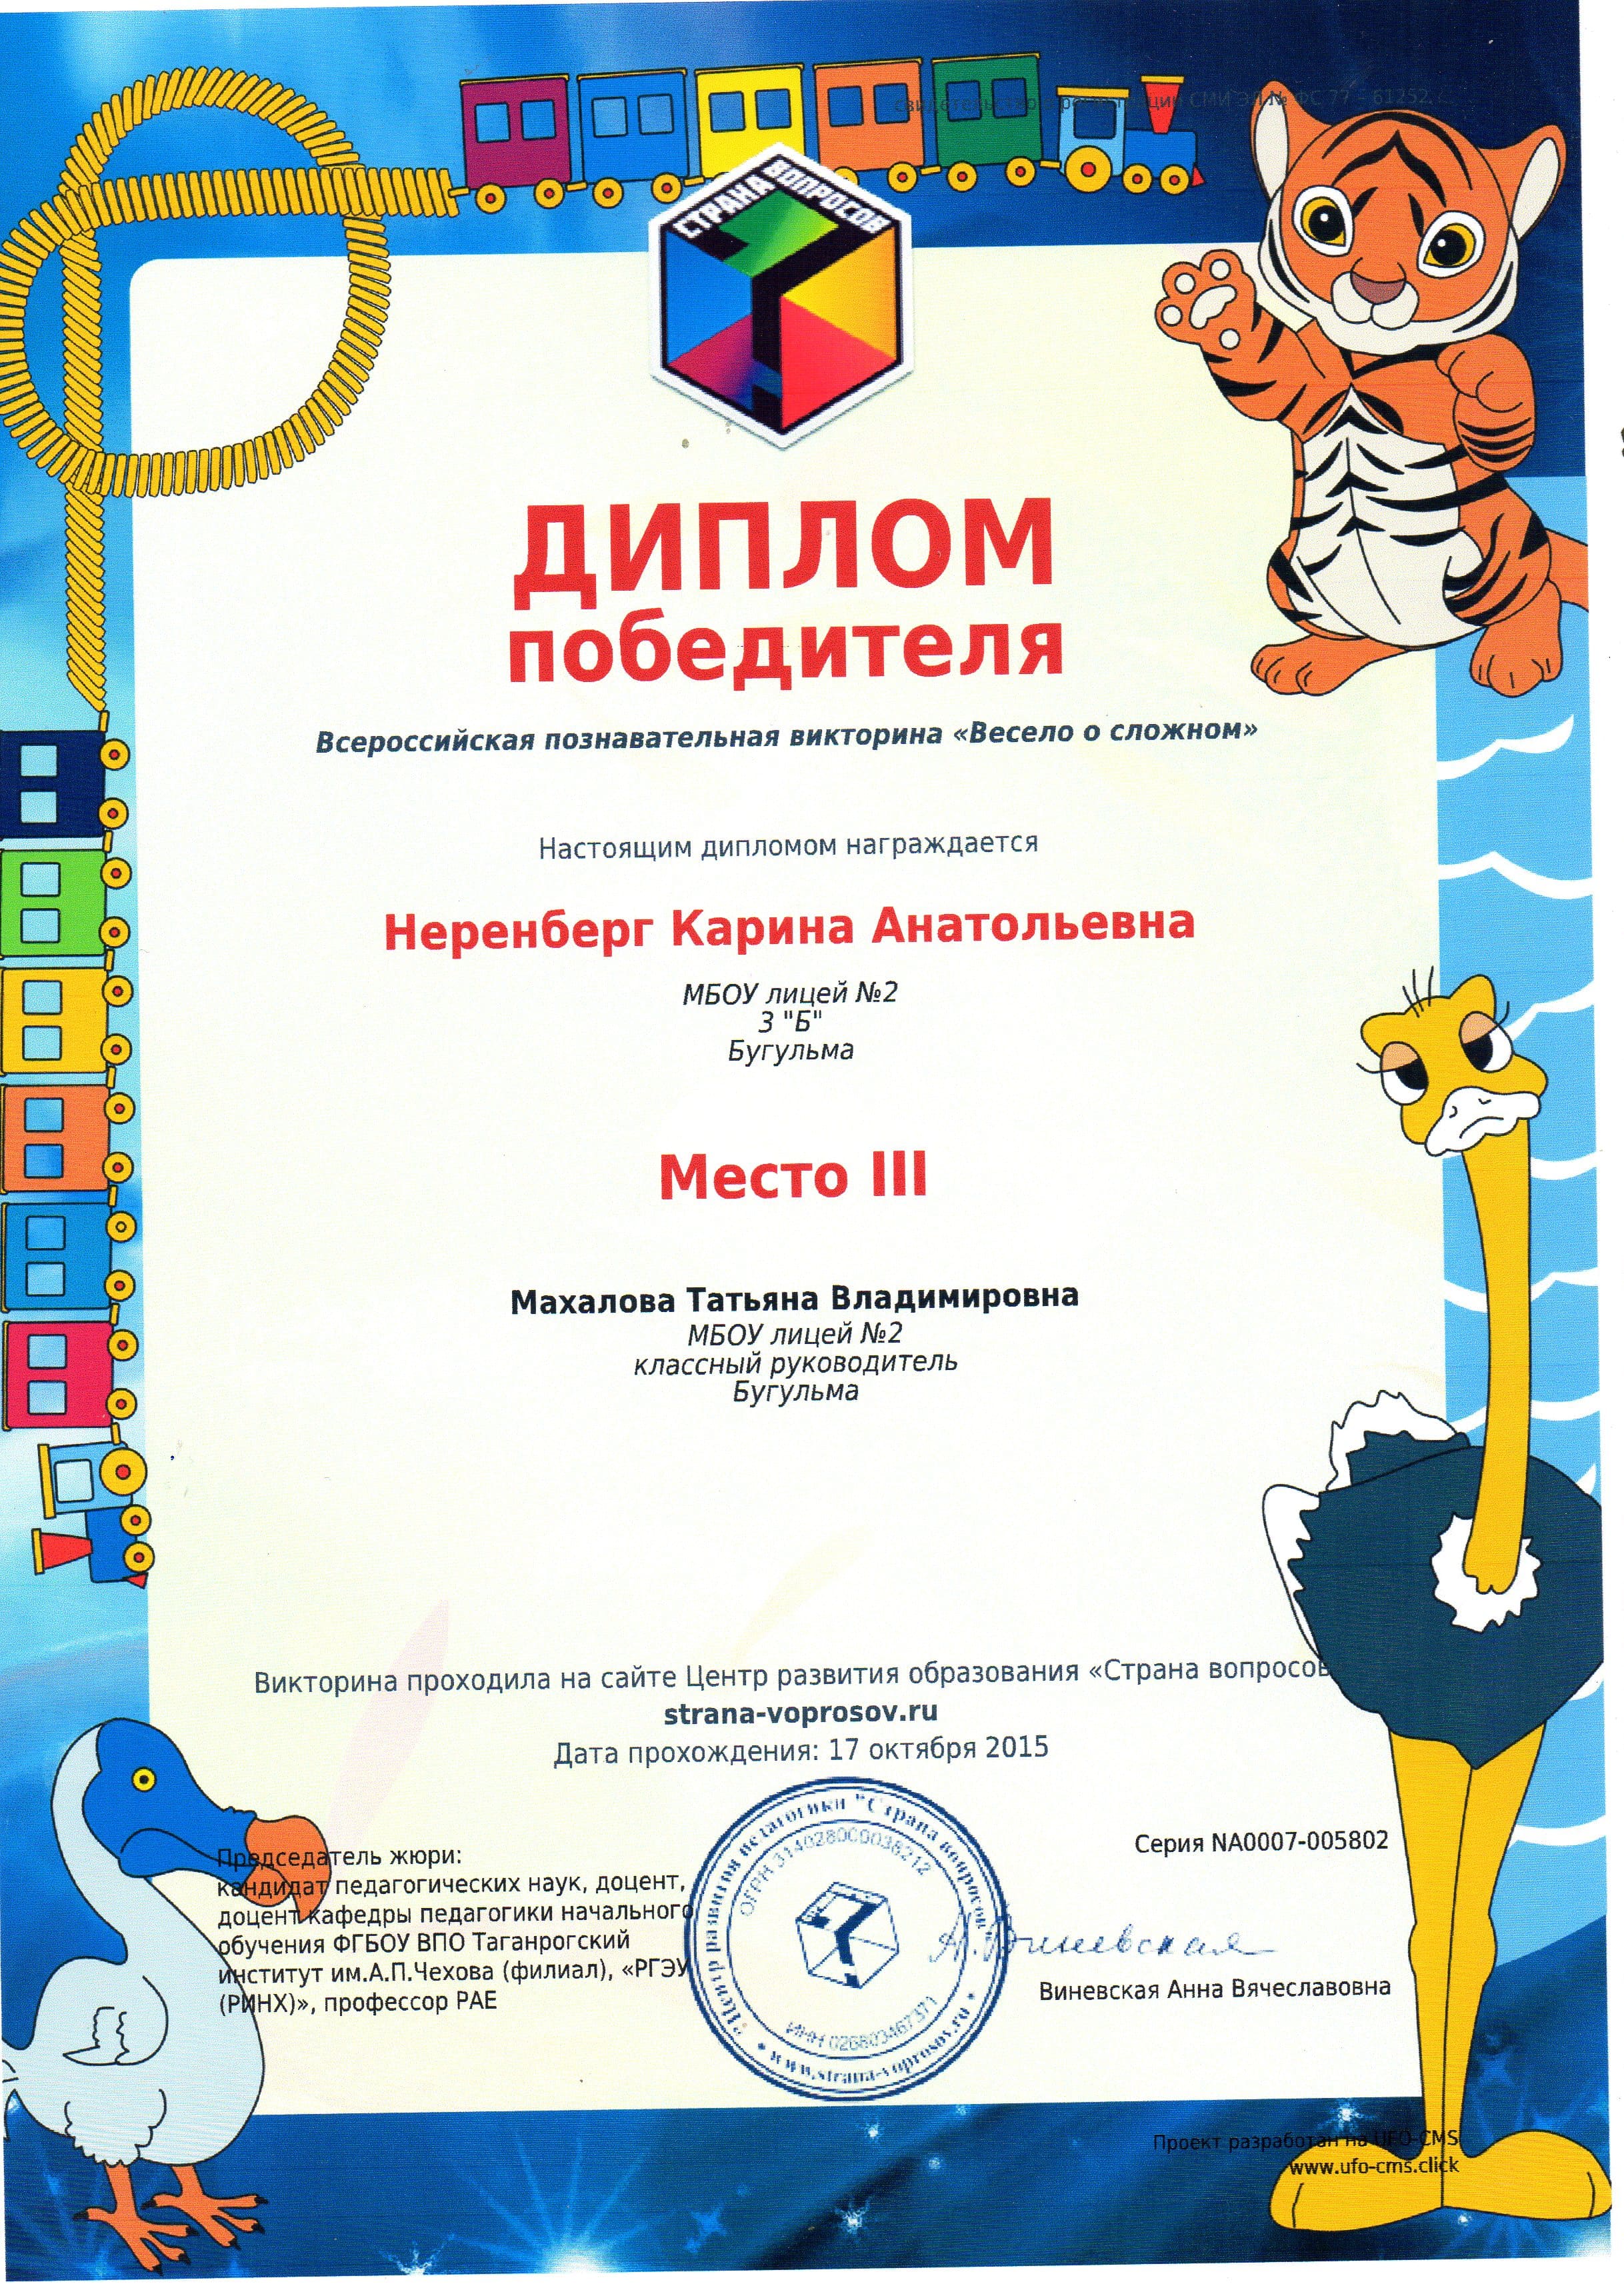 свидетельство о регистрации СМИ ЭЛ № ФС 77 - 61252.
СТРАНА ВОПРОСОВ
ДИПЛОМ
победителя
Всероссийская познавательная викторина «Весело о сложном»
Настоящим дипломом награждается
Неренберг Карина Анатольевна
МБОУ лицей №2
3 "Б"
Бугульма
Место III
Махалова Татьяна Владимировна
МБОУ лицей №2
классный руководитель
Бугульма
Викторина проходила на сайте Центр развития образования «Страна вопросов
strana-voprosov.ru
Дата прохождения: 17 октября 2015
Серия NA0007-005802
Председатель жюри:
кандидат педагогических наук, доцент,
доцент кафедры педагогики начального
обучения ФГБОУ ВПО Таганрогский
институт им.А.П.Чехова (филиал), «РГЭУ
(РИНХ)», профессор РАЕ
"Центр развития педагогики "Страна вопросов"
ОГРН 314028000038212
ИНН 026803467371
• www.strana-voprosov.ru •
А.Виневская
Виневская Анна Вячеславовна
Проект разработан на UFO-CMS
www.ufo-cms.click